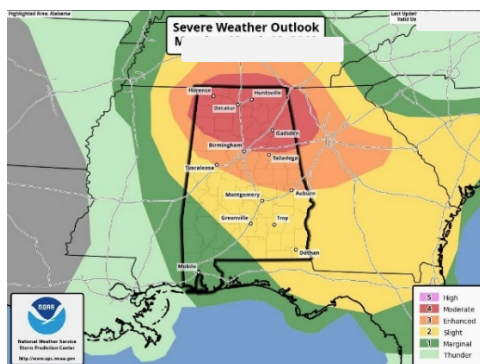 Highlighted Area: Alabama
Severe Weather Outlook
Last Updat
Valid Un
Florence
Huntsville
Decatur
Gadsden
Birmingham
Talladega
Tuscaloosa
Auburn
Montgomery
Greenville
Troy
Dothan
Mobile
NOAA
National Weather Service
Storm Prediction Center
http://www.spc.noaa.gov
5 High
4 Moderate
3 Enhanced
2 Slight
1 Marginal
Thunder